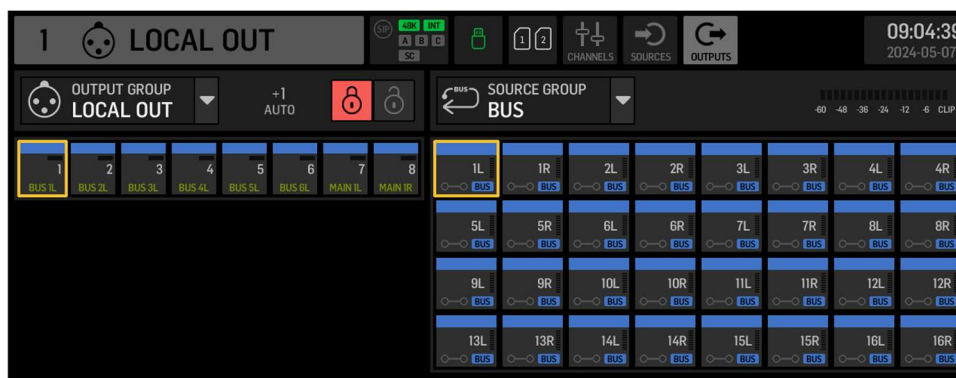 1 LOCAL OUT
SIP 48K INT
A B C
SC
1 2
CHANNELS SOURCES OUTPUTS
09:04:39
2024-05-07
OUTPUT GROUP
LOCAL OUT
+1
AUTO
BUS
SOURCE GROUP
BUS
-60 -48 -36 -24 -12 -6 CLIP
1 2 3 4 5 6 7 8
BUS 1L BUS 2L BUS 3L BUS 4L BUS 5L BUS 6L MAIN 1L MAIN 1R
1L 1R 2L 2R 3L 3R 4L 4R
BUS BUS BUS BUS BUS BUS BUS BUS
5L 5R 6L 6R 7L 7R 8L 8R
BUS BUS BUS BUS BUS BUS BUS BUS
9L 9R 10L 10R 11L 11R 12L 12R
BUS BUS BUS BUS BUS BUS BUS BUS
13L 13R 14L 14R 15L 15R 16L 16R
BUS BUS BUS BUS BUS BUS BUS BUS